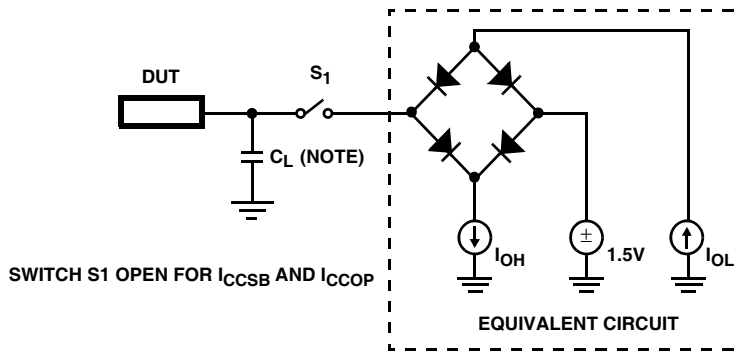 DUT
S1
CL (NOTE)
±
IOH
1.5V
IOL
SWITCH S1 OPEN FOR ICCSB AND ICCOP
EQUIVALENT CIRCUIT